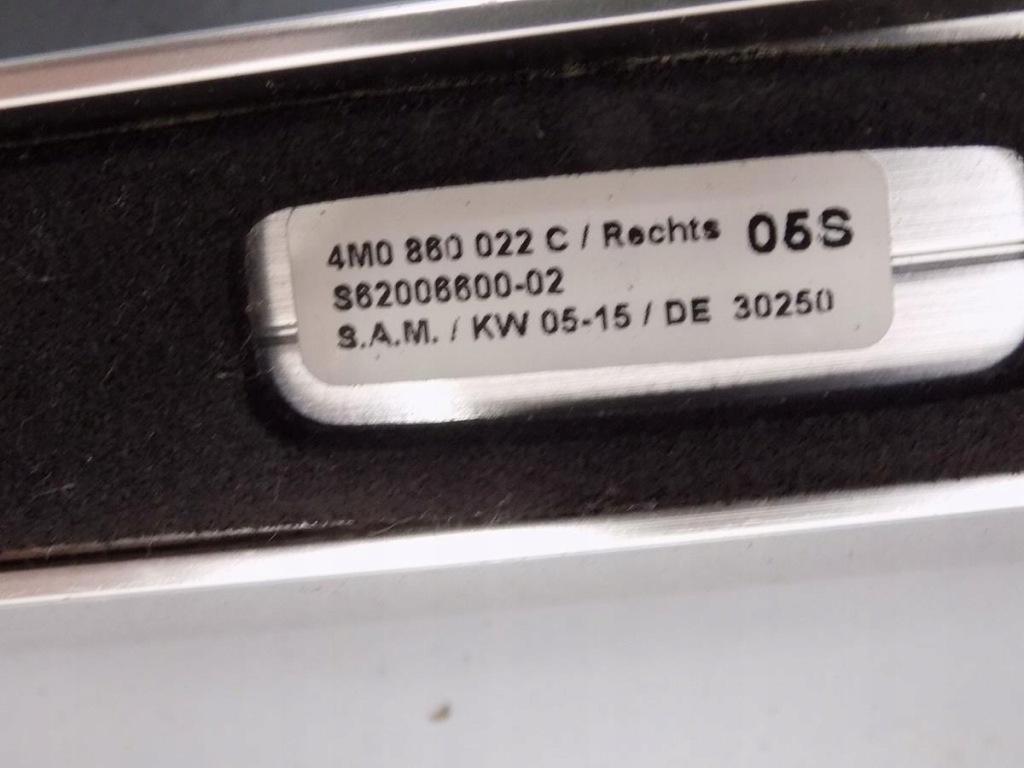 4M0 860 022 C / Rechts 05S
S62006600-02
S.A.M. / KW 05-15 / DE 30250